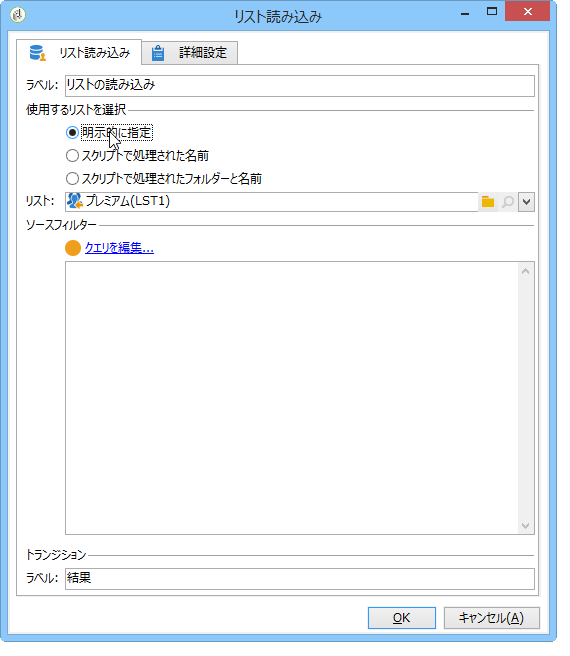 リスト読み込み
リスト読み込み 詳細設定
ラベル: リストの読み込み
使用するリストを選択
明示的に指定
スクリプトで処理された名前
スクリプトで処理されたフォルダーと名前
リスト: プレミアム(LST1)
ソースフィルター
クエリを編集...
トランジション
ラベル: 結果
OK キャンセル(A)